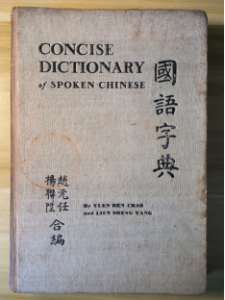 CONCISE
DICTIONARY
of SPOKEN CHINESE
國語字典
趙元任
楊聯陞
合編
By YUEN REN CHAO
and LIEN SHENG YANG